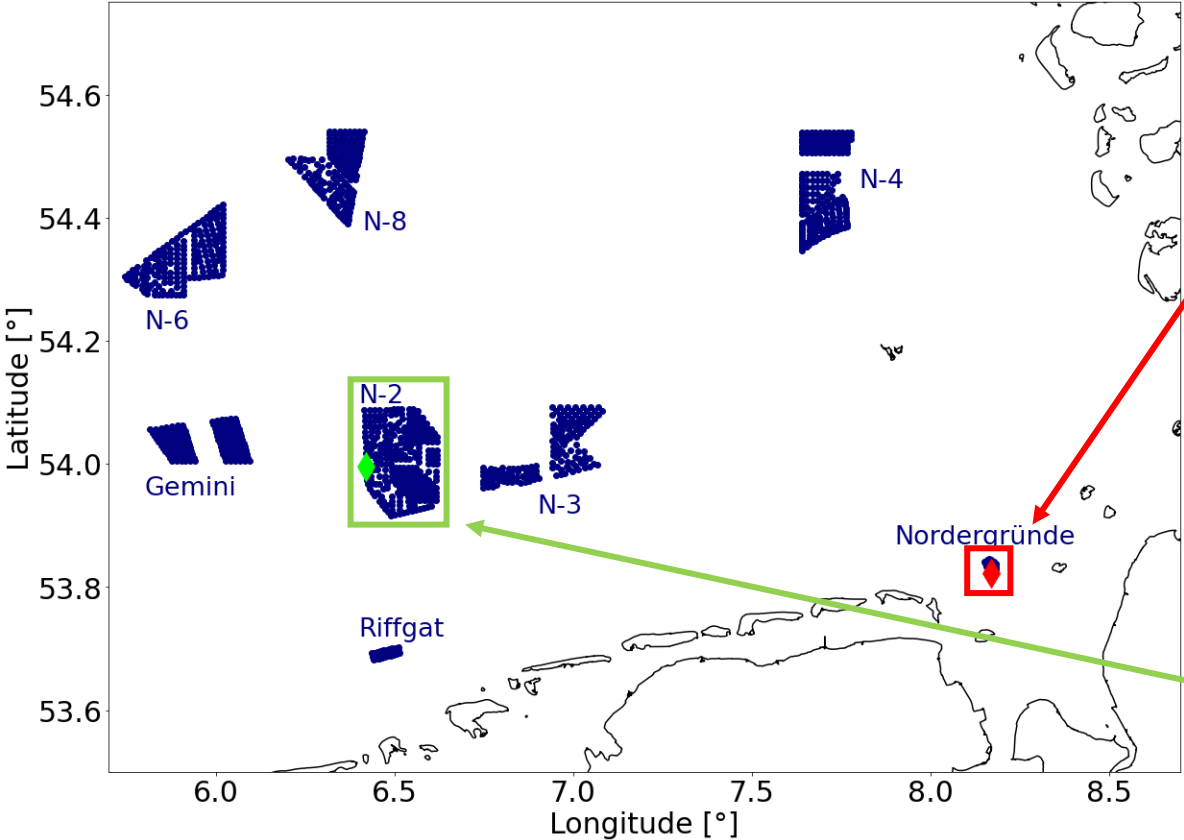 54.6
54.4
54.2
54.0
53.8
53.6
Latitude [°]
N-8
N-4
N-6
N-2
Gemini
N-3
Nordergründe
Riffgat
6.0
6.5
7.0
7.5
8.0
8.5
Longitude [°]